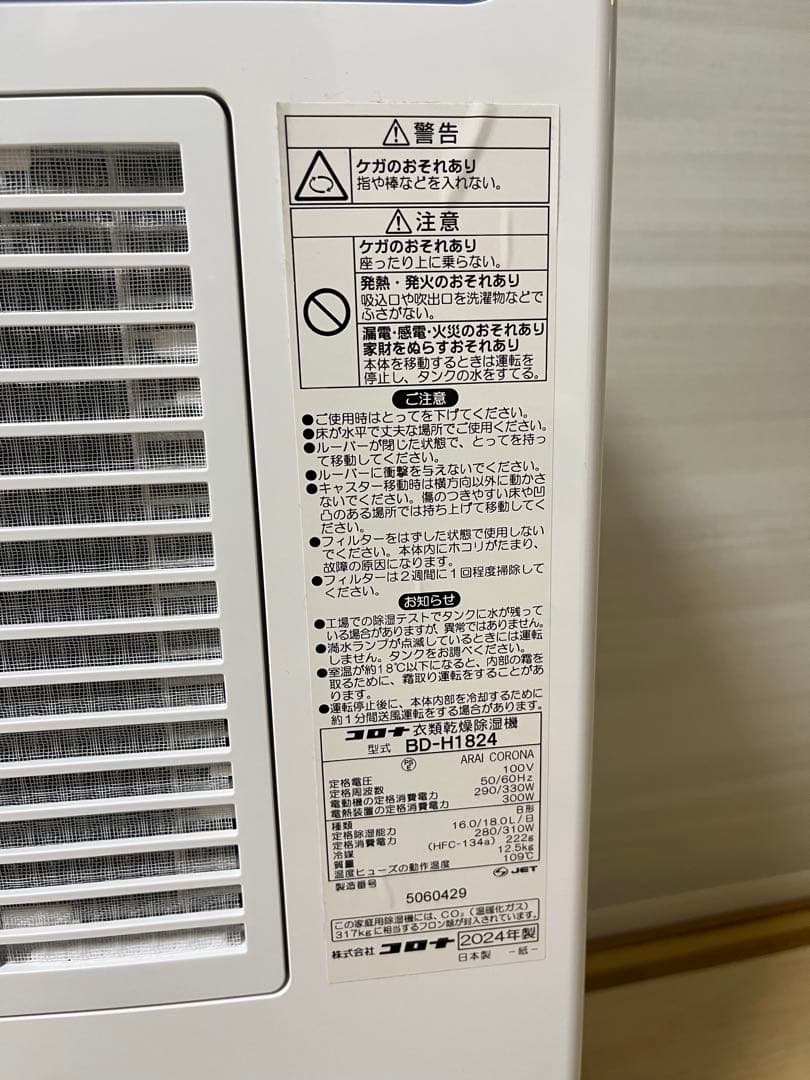 ⚠警告
ケガのおそれあり
指や棒などを入れない。
⚠注意
ケガのおそれあり
座ったり上に乗らない。
発熱・発火のおそれあり
吸込口や吹出口を洗濯物などで
ふさがない。
漏電・感電・火災のおそれあり
家財をぬらすおそれあり
本体を移動するときは運転を
停止し、タンクの水をすてる。
ご注意
●ご使用時はとってを下げてください。
●床が水平で丈夫な場所でご使用ください。
●ルーバーが閉じた状態で、とってを持っ
て移動してください。
●ルーバーに衝撃を与えないでください。
●キャスター移動時は横方向以外に動かさ
ないでください。傷のつきやすい床や凹
凸のある場所では持ち上げて移動してく
ださい。
●フィルターをはずした状態で使用しない
でください。本体内にホコリがたまり、
故障の原因になります。
●フィルターは2週間に1回程度掃除して
ください。
お知らせ
●工場での除湿テストでタンクに水が残って
いる場合がありますが、異常ではありません。
●満水ランプが点滅しているときには運転
しません。タンクをお調べください。
●室温が約18℃以下になると、内部の霜を
取るために、霜取り運転をすることがあ
ります。
●運転停止後に、本体内部を冷却するために
約1分間送風運転をする場合があります。
コロナ 衣類乾燥除湿機
型式 BD-H1824
PS E ARAI CORONA
定格電圧 100V
定格周波数 50/60Hz
電動機の定格消費電力 290/330W
電熱装置の定格消費電力 300W
種類 B形
定格除湿能力 16.0/18.0L/日
定格消費電力 280/310W
冷媒 (HFC-134a) 222g
質量 12.5kg
温度ヒューズの動作温度 109℃
製造番号 JET
5060429
この家庭用除湿機には、CO₂(温暖化ガス)
317kgに相当するフロン類が封入されています。
株式会社 コロナ 2024年製
日本製 -紙-